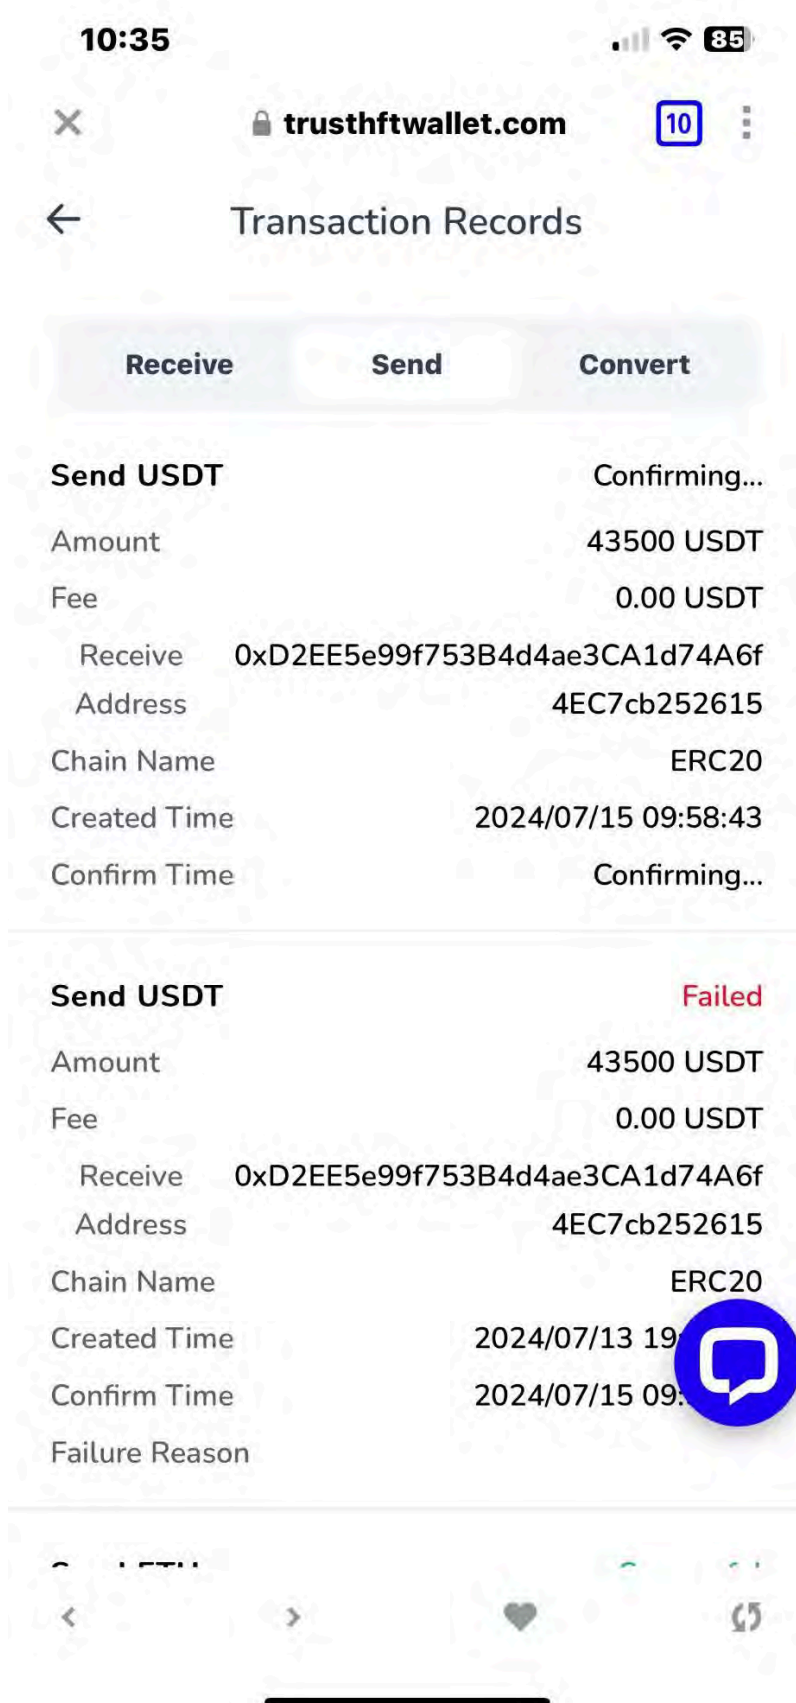 10:35
85
trusthftwallet.com
10
Transaction Records
Receive Send Convert
Send USDT Confirming...
Amount 43500 USDT
Fee 0.00 USDT
Receive 0xD2EE5e99f753B4d4ae3CA1d74A6f
Address 4EC7cb252615
Chain Name ERC20
Created Time 2024/07/15 09:58:43
Confirm Time Confirming...
Send USDT Failed
Amount 43500 USDT
Fee 0.00 USDT
Receive 0xD2EE5e99f753B4d4ae3CA1d74A6f
Address 4EC7cb252615
Chain Name ERC20
Created Time 2024/07/13 19:
Confirm Time 2024/07/15 09:
Failure Reason